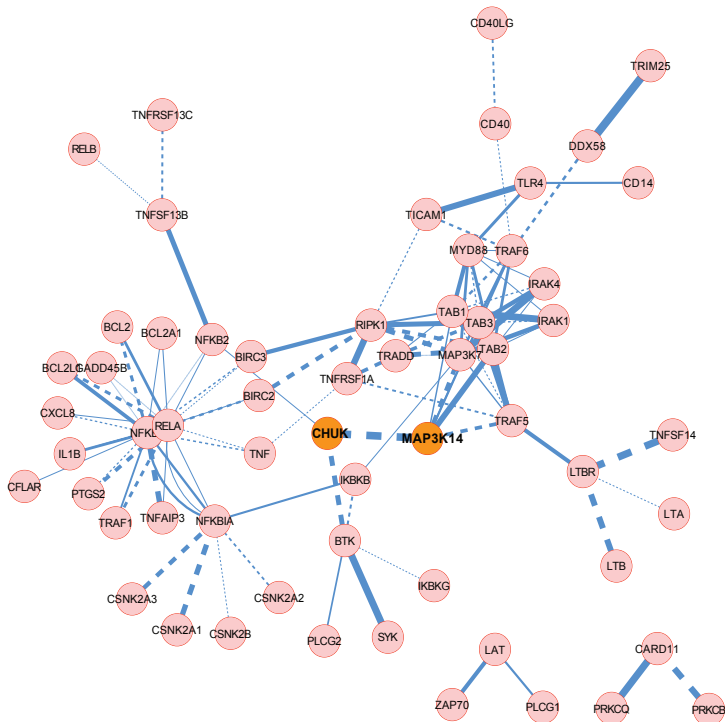 CD40LG
TRIM25
TNFRSF13C
CD40
RELB
DDX58
TLR4
CD14
TNFSF13B
TICAM1
MYD88
TRAF6
IRAK4
TAB1
IRAK1
BCL2
BCL2A1
NFKB2
RIPK1
TAB3
BIRC3
TRADD
MAP3K7
TAB2
BCL2L1
GADD45B
TNFRSF1A
BIRC2
CXCL8
RELA
TRAF5
CHUK
MAP3K14
TNFSF14
IL1B
TNF
CFLAR
IKBKB
LTBR
PTGS2
TRAF1
TNFAIP3
NFKBIA
LTA
BTK
LTB
CSNK2A3
CSNK2A2
IKBKG
CSNK2A1
CSNK2B
PLCG2
SYK
LAT
CARD11
ZAP70
PLCG1
PRKCQ
PRKCB